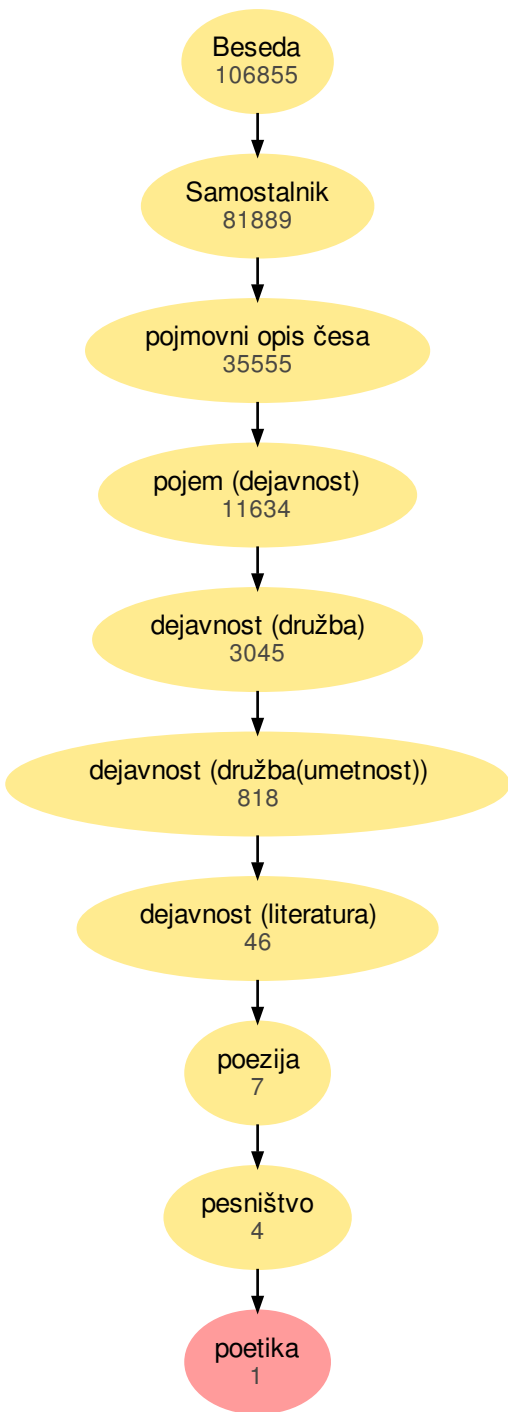 Beseda
106855
Samostalnik
81889
pojmovni opis česa
35555
pojem (dejavnost)
11634
dejavnost (družba)
3045
dejavnost (družba(umetnost))
818
dejavnost (literatura)
46
poezija
7
pesništvo
4
poetika
1